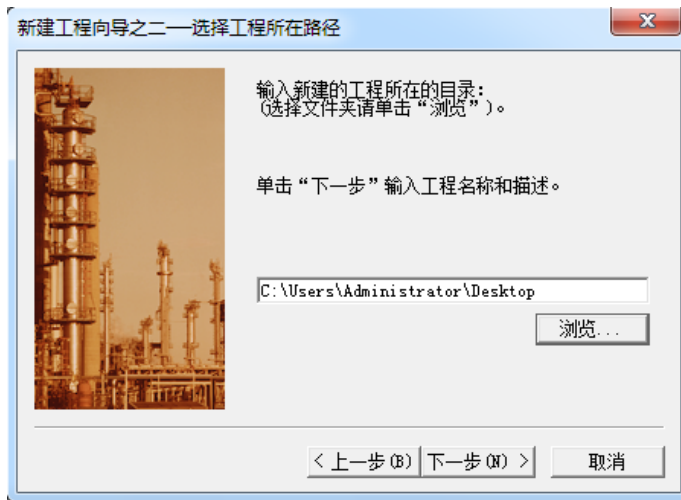 新建工程向导之二——选择工程所在路径
输入新建的工程所在的目录:
(选择文件夹请单击“浏览”)。
单击“下一步”输入工程名称和描述。
C:\Users\Administrator\Desktop
浏览...
< 上一步(B) 下一步(N) > 取消